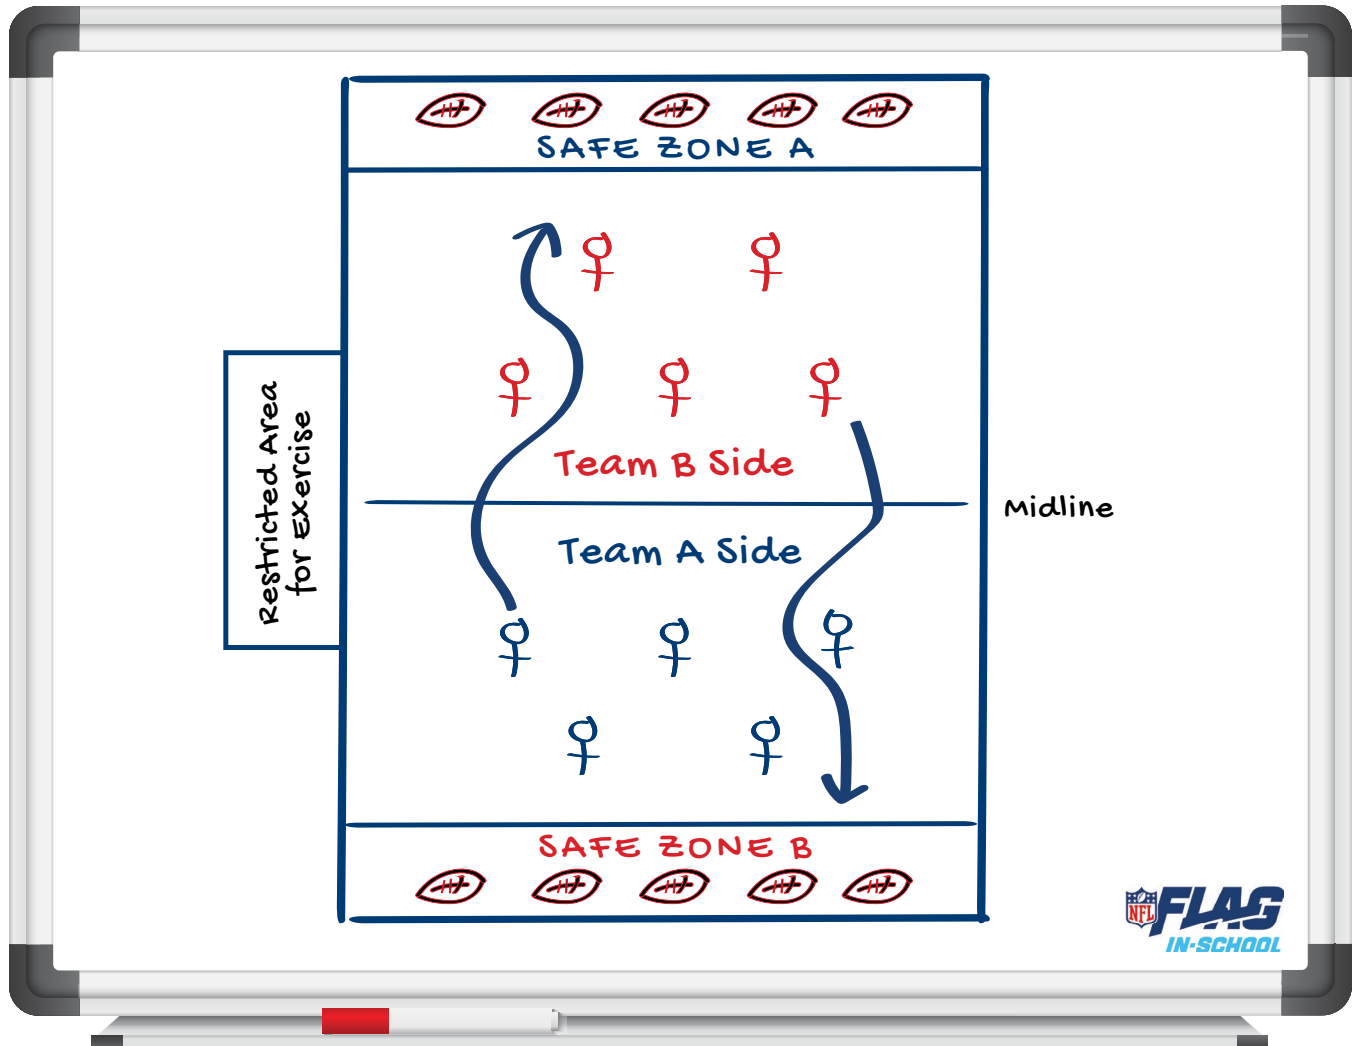 SAFE ZONE A
Team B Side
Restricted Area
for Exercise
Midline
Team A Side
SAFE ZONE B
NFL
FLAG
IN-SCHOOL